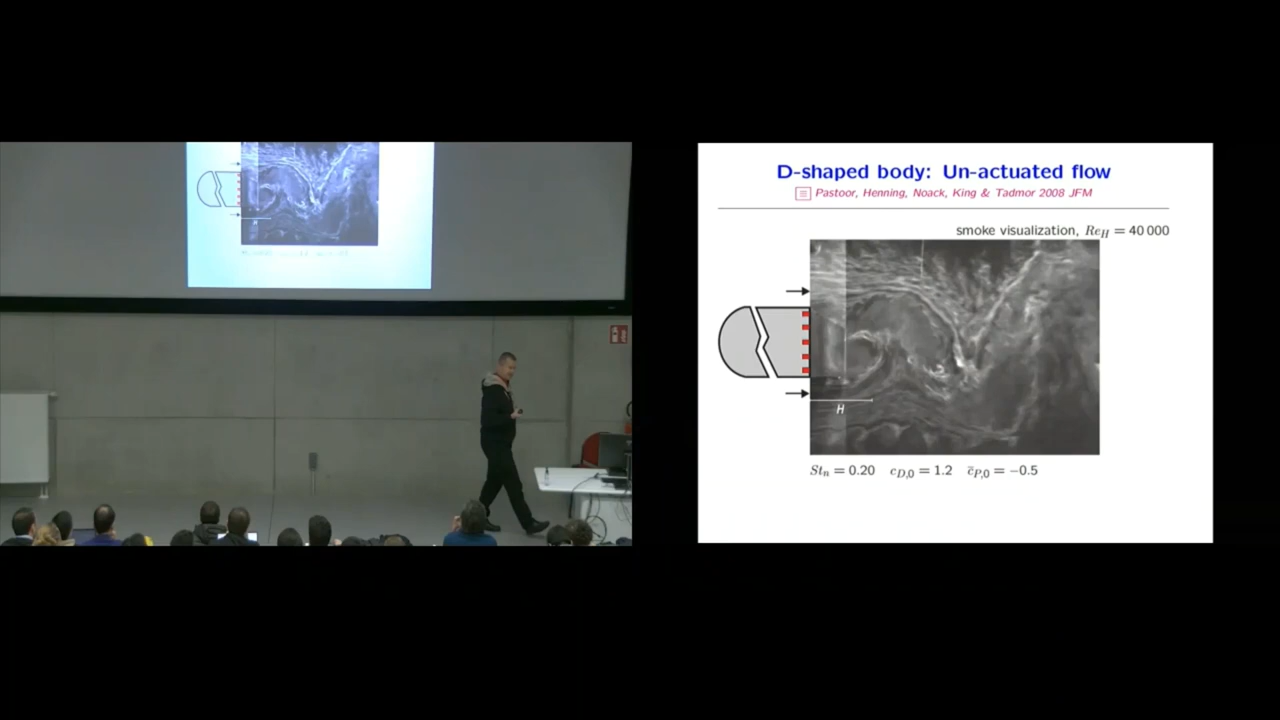 D-shaped body: Un-actuated flow
Pastoor, Henning, Noack, King & Tadmor 2008 JFM
smoke visualization, Re_H = 40 000
H
St_n = 0.20 c_{D,0} = 1.2 c̄_{P,0} = −0.5